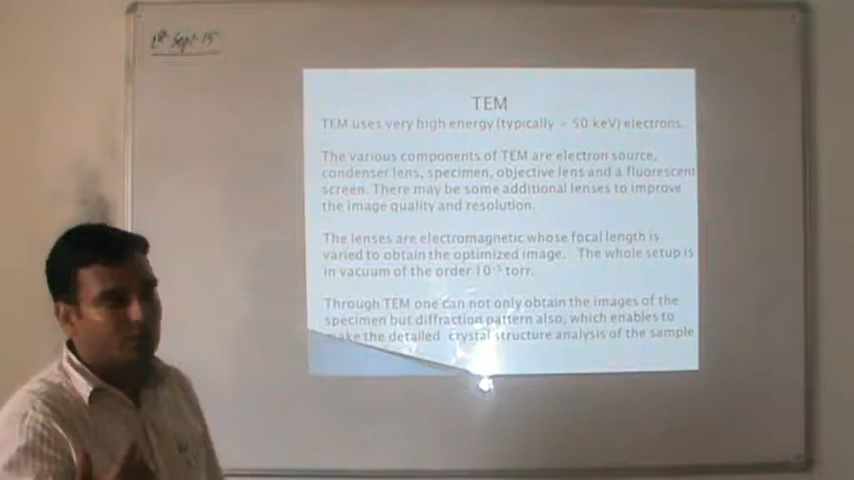 Sept-15
TEM
TEM uses very high energy (typically > 50 keV) electrons.
The various components of TEM are electron source,
condenser lens, specimen, objective lens and a fluorescent
screen. There may be some additional lenses to improve
the image quality and resolution.
The lenses are electromagnetic whose focal length is
varied to obtain the optimized image. The whole setup is
in vacuum of the order torr.
Through TEM one can not only obtain the images of the
specimen but diffraction pattern also, which enables to
make the detailed crystal structure analysis of the sample